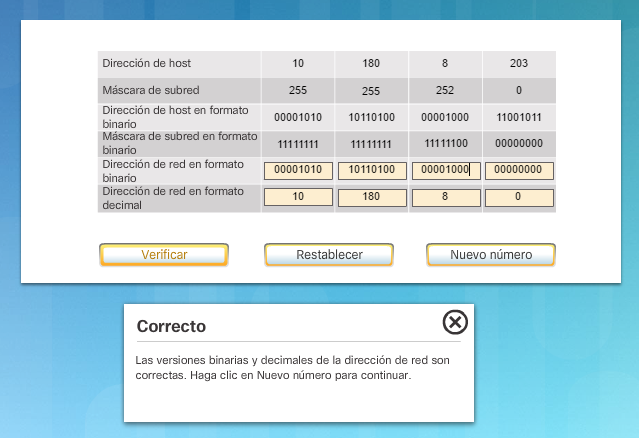 Dirección de host 10 180 8 203
Máscara de subred 255 255 252 0
Dirección de host en formato
binario 00001010 10110100 00001000 11001011
Máscara de subred en formato
binario 11111111 11111111 11111100 00000000
Dirección de red en formato
binario 00001010 10110100 00001000 00000000
Dirección de red en formato
decimal 10 180 8 0
Verificar Restablecer Nuevo número
Correcto
Las versiones binarias y decimales de la dirección de red son
correctas. Haga clic en Nuevo número para continuar.